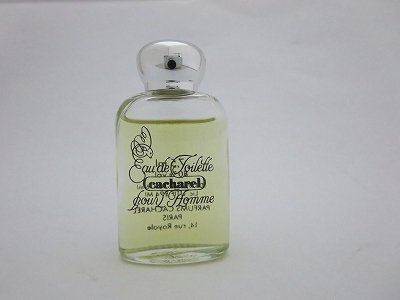 Eau de Toilette
cacharel
pour Homme
PARFUMS CACHAREL
PARIS
14, rue Royale